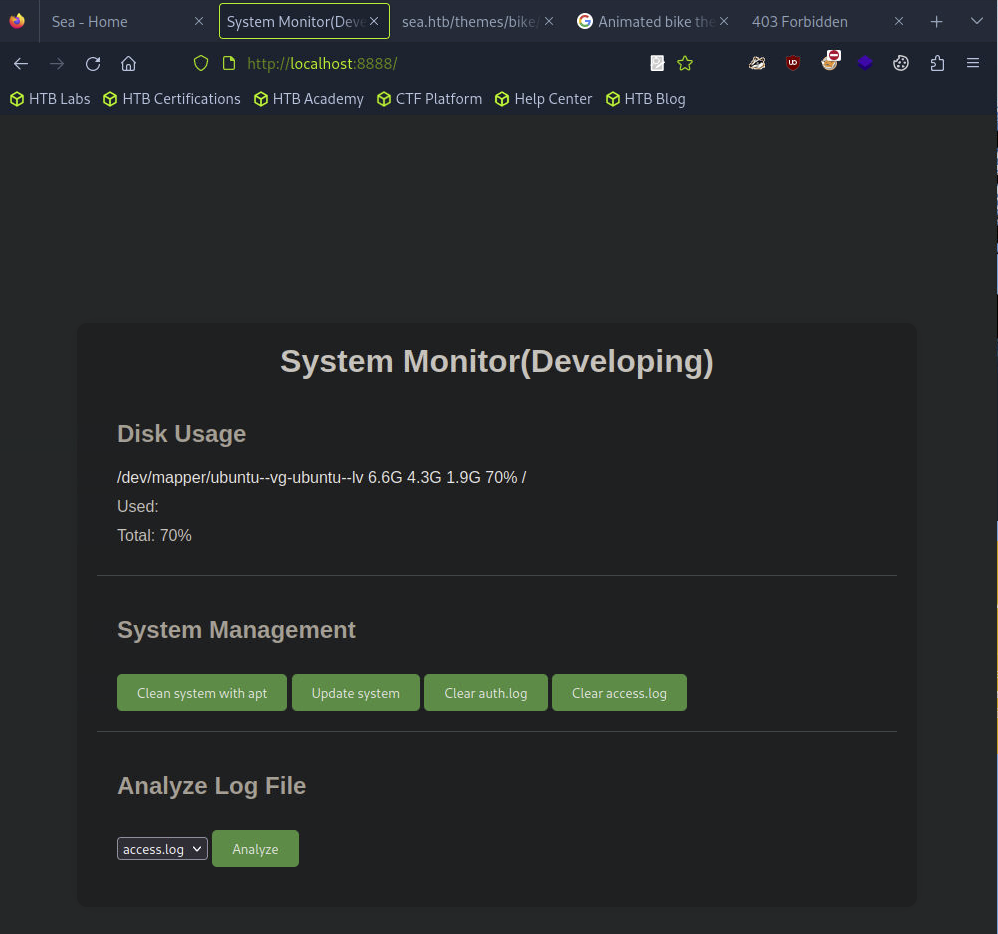 Sea - Home
System Monitor(Deve
sea.htb/themes/bike/
Animated bike the
403 Forbidden
http://localhost:8888/
HTB Labs HTB Certifications HTB Academy CTF Platform Help Center HTB Blog
System Monitor(Developing)
Disk Usage
/dev/mapper/ubuntu--vg-ubuntu--lv 6.6G 4.3G 1.9G 70% /
Used:
Total: 70%
System Management
Clean system with apt Update system Clear auth.log Clear access.log
Analyze Log File
access.log Analyze